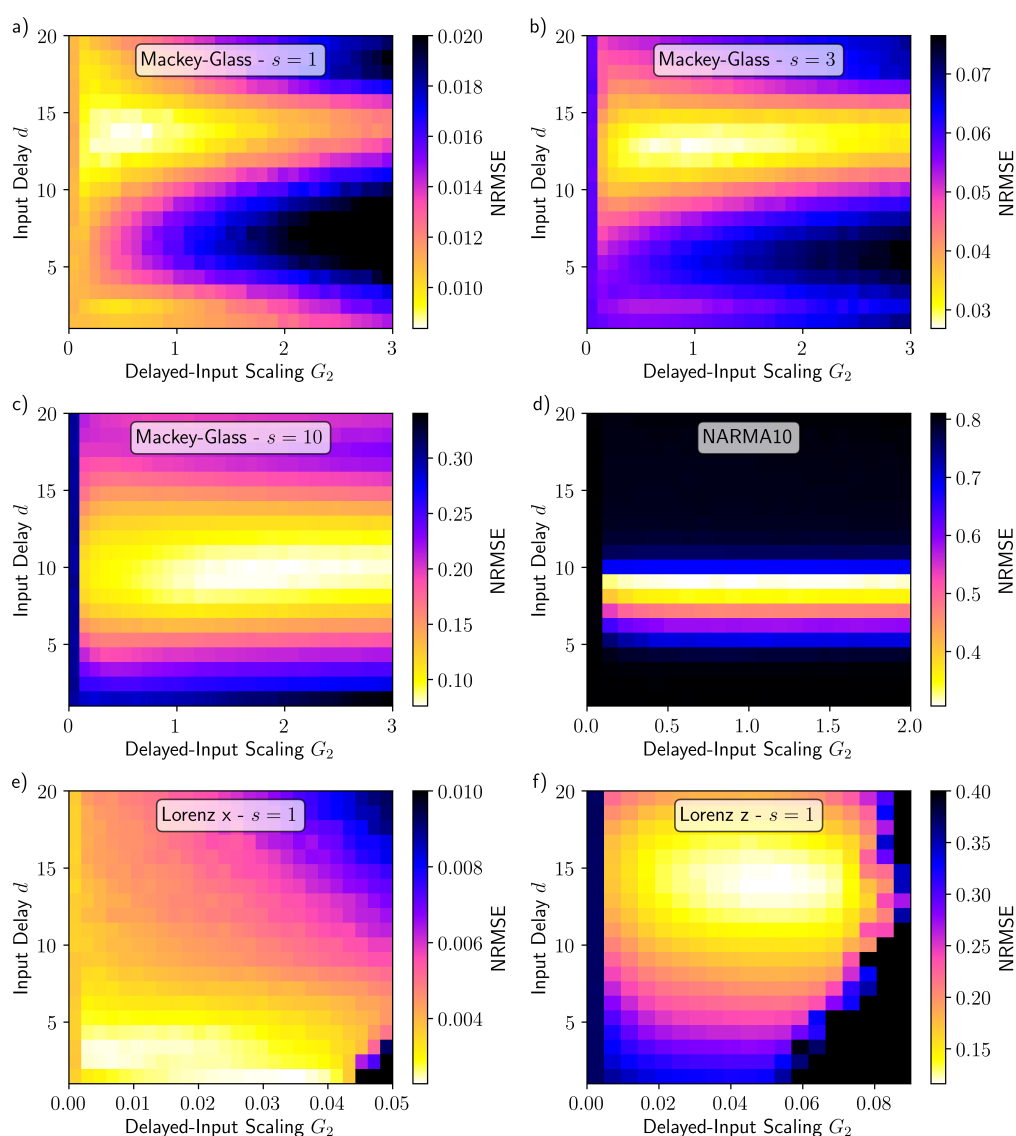 a)
Mackey-Glass - s = 1
20
15
10
5
0 1 2 3
Input Delay d
Delayed-Input Scaling G₂
0.020
0.018
0.016
0.014
0.012
0.010
NRMSE
b)
Mackey-Glass - s = 3
20
15
10
5
0 1 2 3
Input Delay d
Delayed-Input Scaling G₂
0.07
0.06
0.05
0.04
0.03
NRMSE
c)
Mackey-Glass - s = 10
20
15
10
5
0 1 2 3
Input Delay d
Delayed-Input Scaling G₂
0.30
0.25
0.20
0.15
0.10
NRMSE
d)
NARMA10
20
15
10
5
0.0 0.5 1.0 1.5 2.0
Input Delay d
Delayed-Input Scaling G₂
0.8
0.7
0.6
0.5
0.4
NRMSE
e)
Lorenz x - s = 1
20
15
10
5
0.00 0.01 0.02 0.03 0.04 0.05
Input Delay d
Delayed-Input Scaling G₂
0.010
0.008
0.006
0.004
NRMSE
f)
Lorenz z - s = 1
20
15
10
5
0.00 0.02 0.04 0.06 0.08
Input Delay d
Delayed-Input Scaling G₂
0.40
0.35
0.30
0.25
0.20
0.15
NRMSE